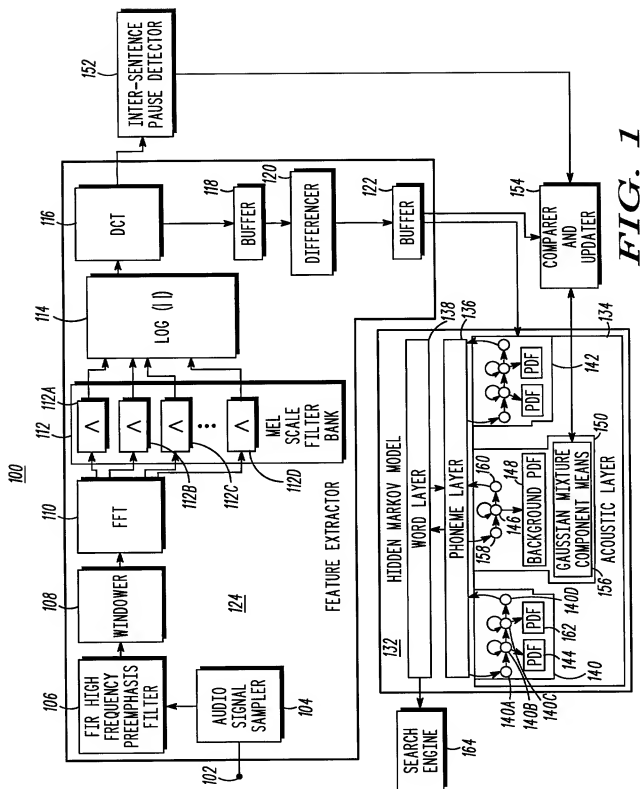 100
102
AUDIO
SIGNAL
SAMPLER
104
106
FIR HIGH
FREQUENCY
PREEMPHASIS
FILTER
108
WINDOWER
110
FFT
112
112A
112B
112C
112D
MEL
SCALE
FILTER
BANK
114
LOG (||)
116
DCT
118
BUFFER
120
DIFFERENCER
122
BUFFER
124
FEATURE EXTRACTOR
152
INTER-SENTENCE
PAUSE DETECTOR
154
COMPARER
AND
UPDATER
132
HIDDEN MARKOV MODEL
WORD LAYER
138
PHONEME LAYER
136
134
140A
140B
140C
140D
PDF
PDF
144
162
140
158
146
160
BACKGROUND PDF
148
GAUSSIAN MIXTURE
COMPONENT MEANS
150
156
ACOUSTIC LAYER
PDF
PDF
142
SEARCH
ENGINE
164
FIG. 1